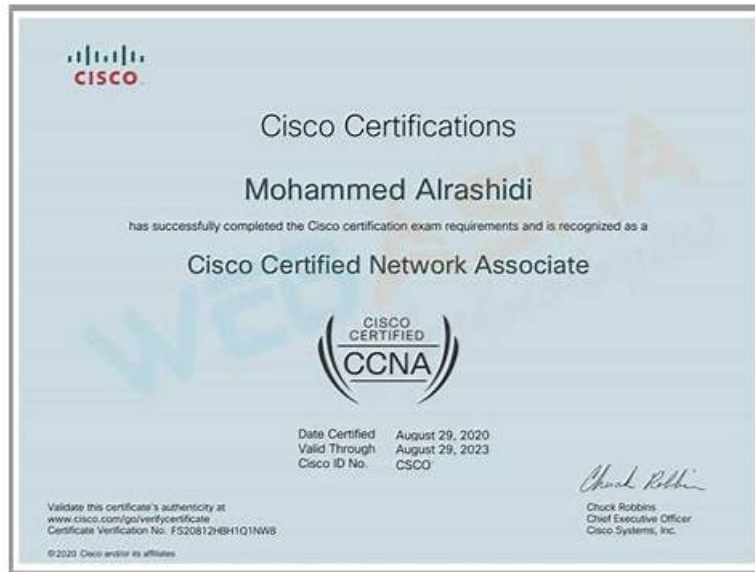 CISCO
Cisco Certifications
Mohammed Alrashidi
has successfully completed the Cisco certification exam requirements and is recognized as a
Cisco Certified Network Associate
CISCO
CERTIFIED
CCNA
Date Certified August 29, 2020
Valid Through August 29, 2023
Cisco ID No. CSCO
Chuck Robbins
Validate this certificate's authenticity at
www.cisco.com/go/verifycertificate
Certificate Verification No. FS20812HBH1Q1NW8
©2020 Cisco and/or its affiliates
Chuck Robbins
Chief Executive Officer
Cisco Systems, Inc.
WEDASHA